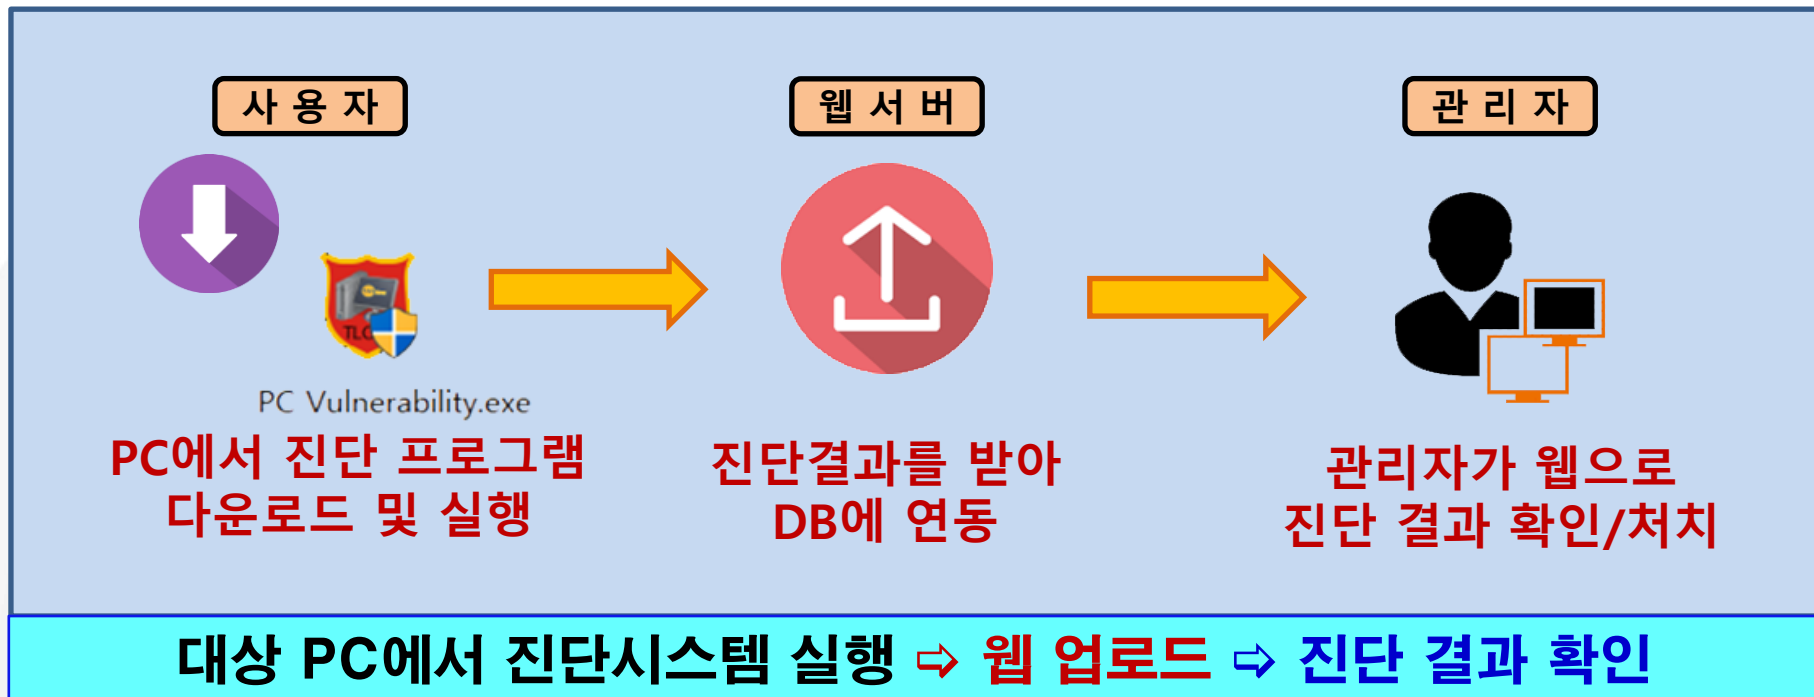 사 용 자
웹 서 버
관 리 자
TLC
PC Vulnerability.exe
PC에서 진단 프로그램
다운로드 및 실행
진단결과를 받아
DB에 연동
관리자가 웹으로
진단 결과 확인/처치
대상 PC에서 진단시스템 실행 ⇨ 웹 업로드 ⇨ 진단 결과 확인